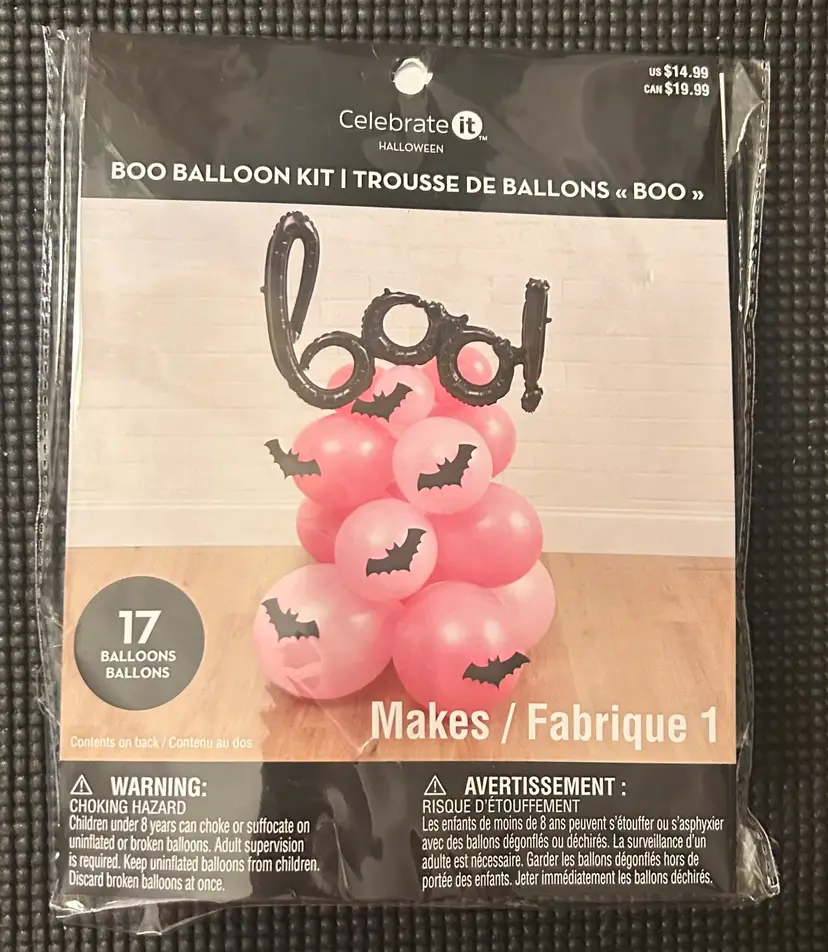 US $14.99
CAN $19.99
Celebrate it™
HALLOWEEN
BOO BALLOON KIT | TROUSSE DE BALLONS « BOO »
boo!
17
BALLOONS
BALLONS
Makes / Fabrique 1
Contents on back / Contenu au dos
WARNING:
CHOKING HAZARD
Children under 8 years can choke or suffocate on
uninflated or broken balloons. Adult supervision
is required. Keep uninflated balloons from children.
Discard broken balloons at once.
AVERTISSEMENT :
RISQUE D'ÉTOUFFEMENT
Les enfants de moins de 8 ans peuvent s'étouffer ou s'asphyxier
avec des ballons dégonflés ou déchirés. La surveillance d'un
adulte est nécessaire. Garder les ballons dégonflés hors de
portée des enfants. Jeter immédiatement les ballons déchirés.